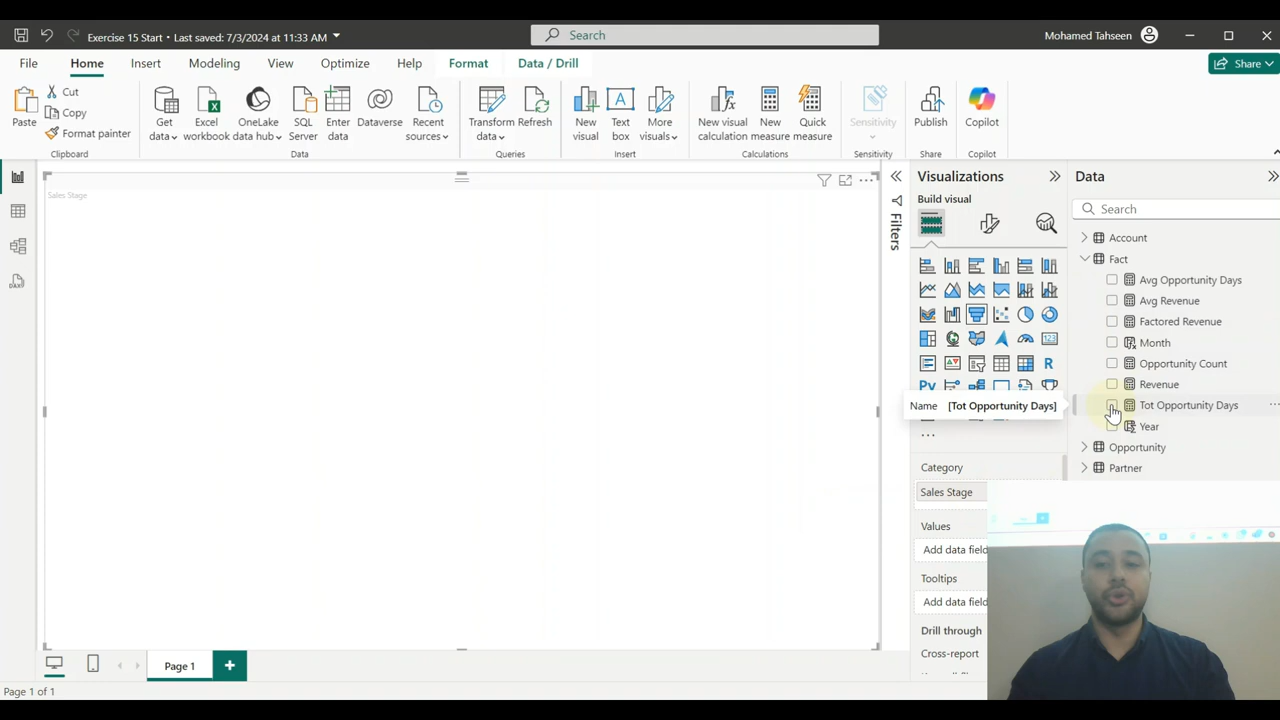 Exercise 15 Start • Last saved: 7/3/2024 at 11:33 AM
Search
Mohamed Tahseen
File Home Insert Modeling View Optimize Help Format Data / Drill
Share
Paste
Cut
Copy
Format painter
Clipboard
Get data
Excel workbook
OneLake data hub
SQL Server
Enter data
Dataverse
Recent sources
Data
Transform data
Refresh
Queries
New visual
Text box
More visuals
Insert
New visual calculation
New measure
Quick measure
Calculations
Sensitivity
Sensitivity
Publish
Share
Copilot
Copilot
Sales Stage
Filters
Visualizations
Build visual
123
R
Py
Name [Tot Opportunity Days]
Category
Sales Stage
Values
Add data field
Tooltips
Add data field
Drill through
Cross-report
Data
Search
Account
Fact
Avg Opportunity Days
Avg Revenue
Factored Revenue
Month
Opportunity Count
Revenue
Tot Opportunity Days
Year
Opportunity
Partner
Page 1
Page 1 of 1